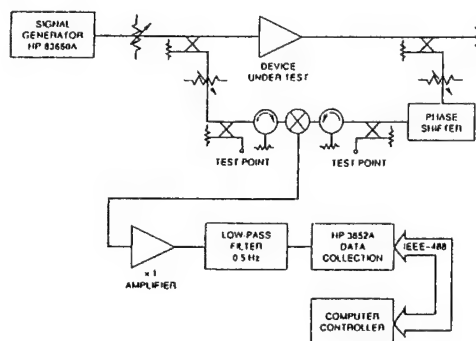 SIGNAL
GENERATOR
HP 83650A
DEVICE
UNDER TEST
PHASE
SHIFTER
TEST POINT
TEST POINT
LOW-PASS
FILTER
0.5 Hz
HP 3852A
DATA
COLLECTION
IEEE-488
x 1
AMPLIFIER
COMPUTER
CONTROLLER